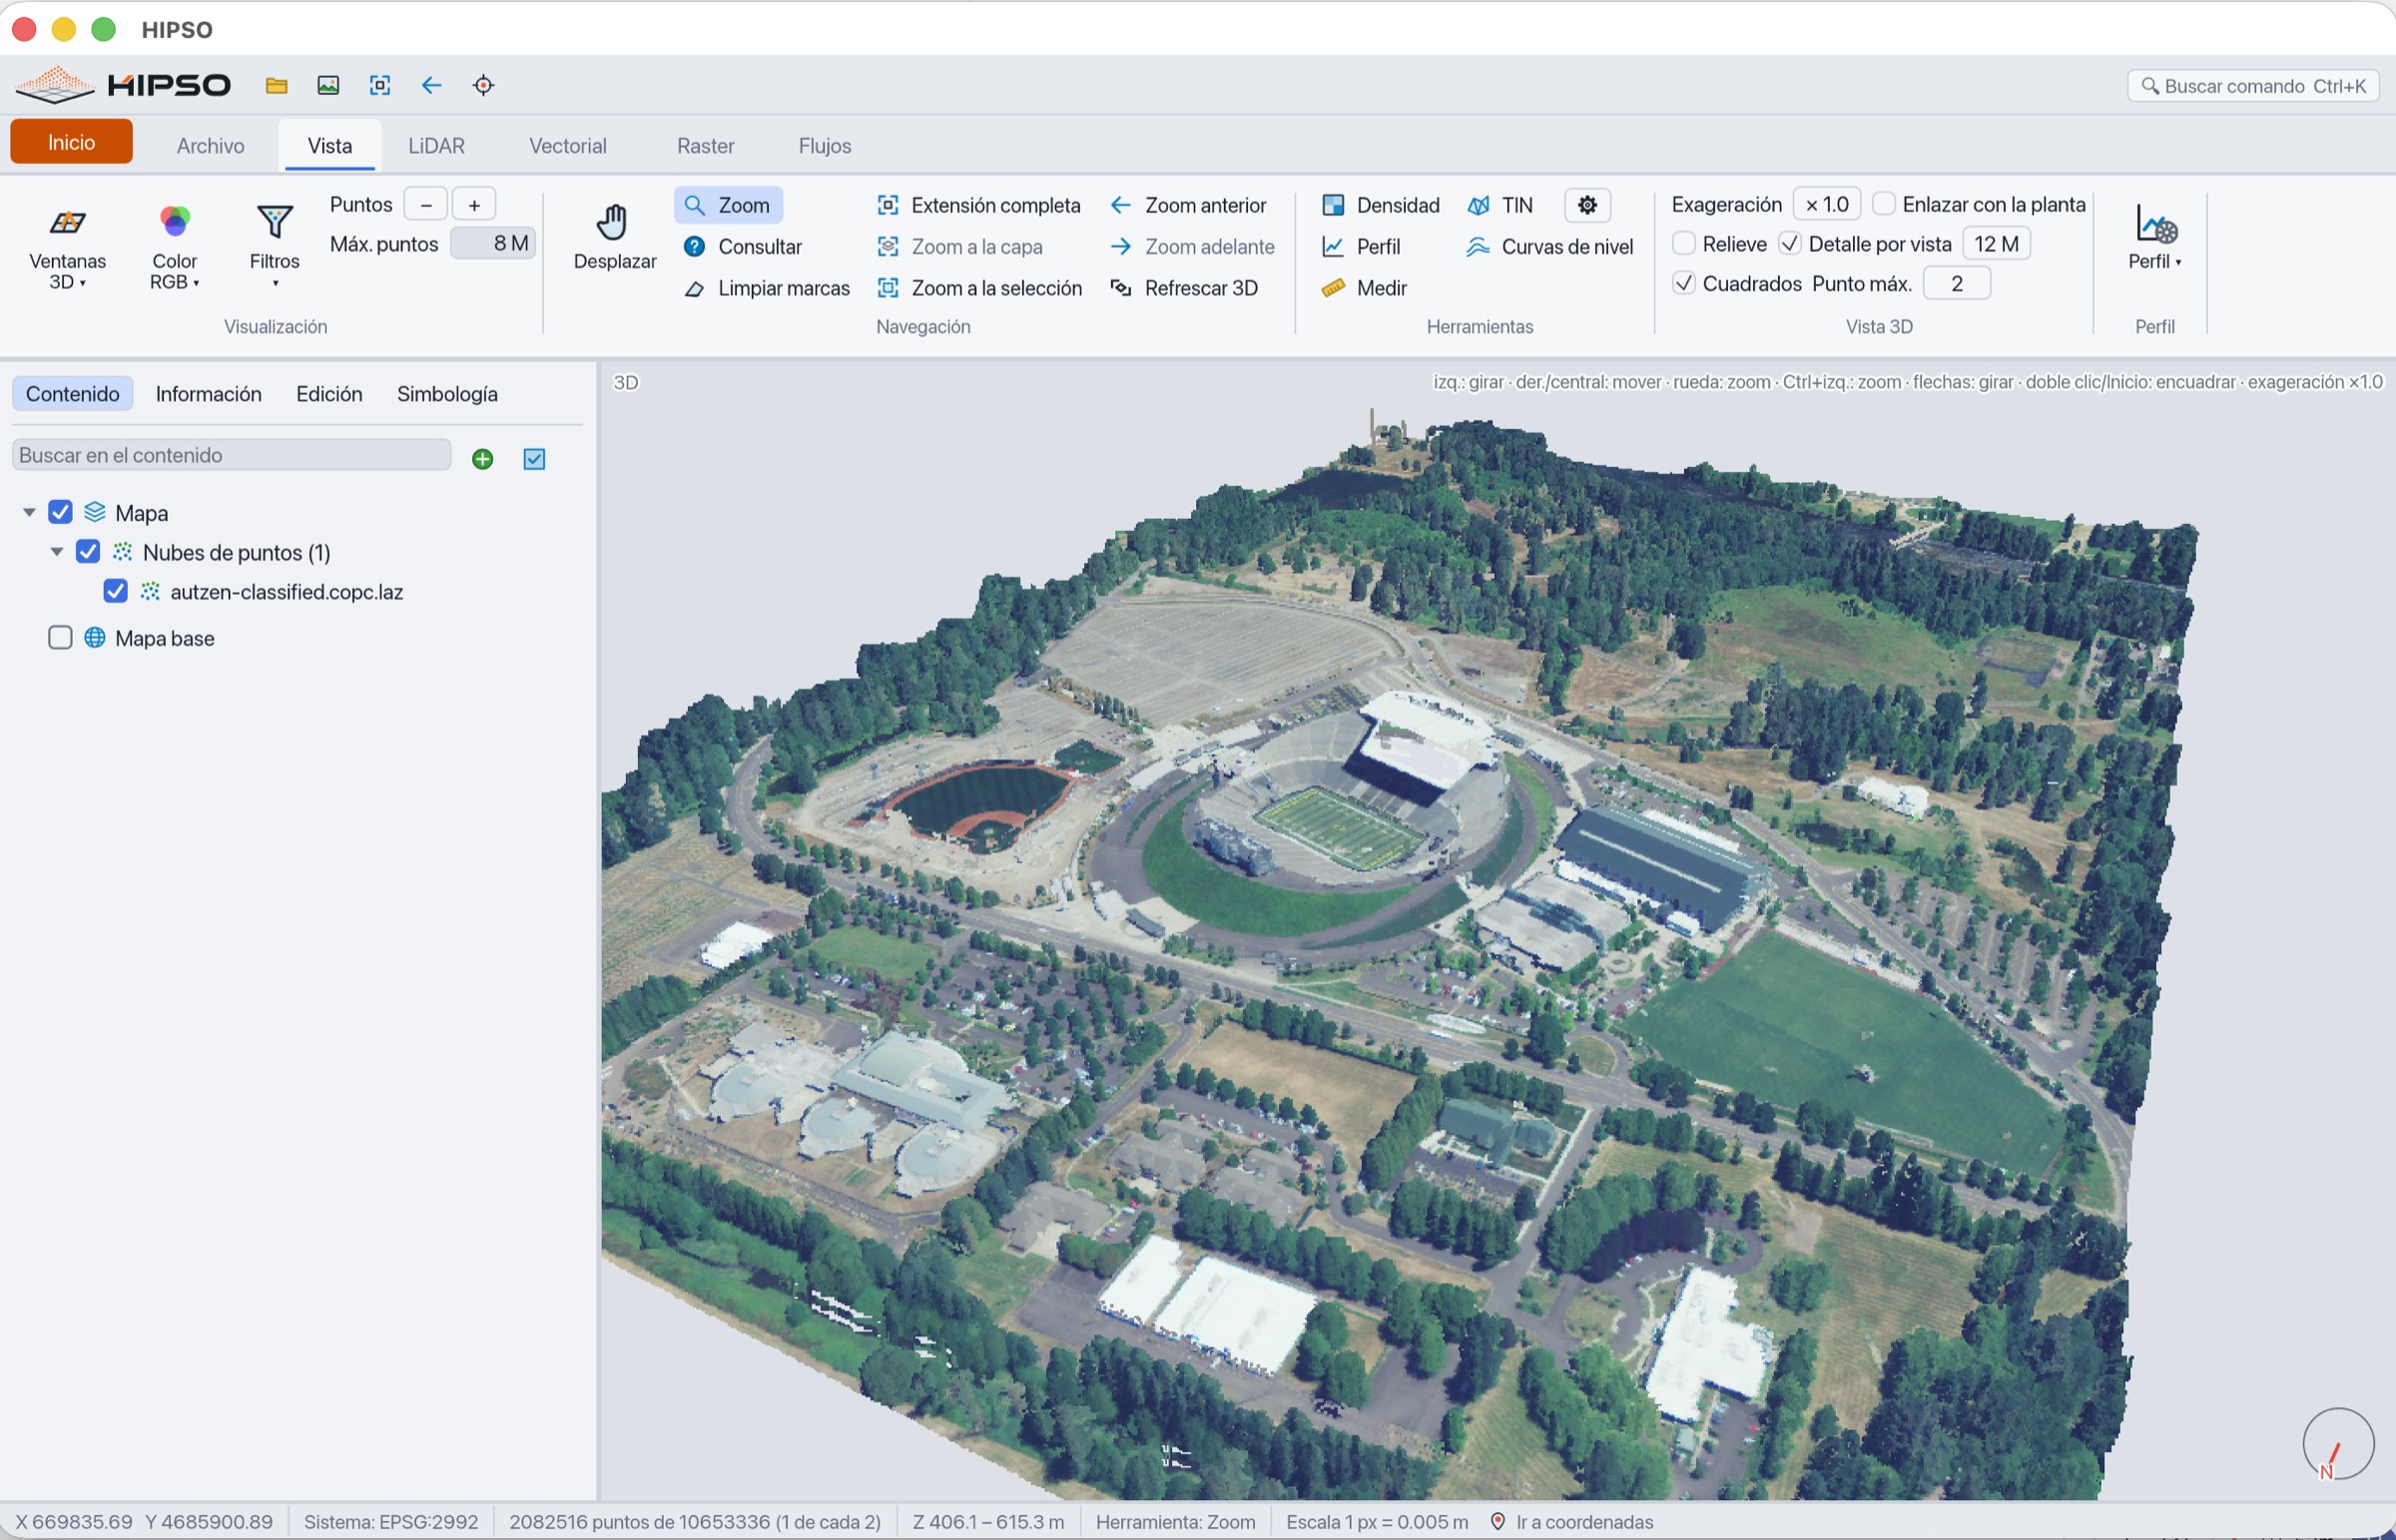 HIPSO
HIPSO
Buscar comando Ctrl+K
Inicio Archivo Vista LiDAR Vectorial Raster Flujos
Ventanas 3D
Color RGB
Filtros
Puntos − +
Máx. puntos 8 M
Visualización
Desplazar
Zoom
Consultar
Limpiar marcas
Extensión completa
Zoom a la capa
Zoom a la selección
Zoom anterior
Zoom adelante
Refrescar 3D
Navegación
Densidad
Perfil
Medir
TIN
Curvas de nivel
Herramientas
Exageración × 1.0 Enlazar con la planta
Relieve Detalle por vista 12 M
Cuadrados Punto máx. 2
Vista 3D
Perfil
Perfil
Contenido Información Edición Simbología
Buscar en el contenido
Mapa
Nubes de puntos (1)
autzen-classified.copc.laz
Mapa base
3D
izq.: girar · der./central: mover · rueda: zoom · Ctrl+izq.: zoom · flechas: girar · doble clic/Inicio: encuadrar · exageración ×1.0
N
X 669835.69 Y 4685900.89 Sistema: EPSG:2992 2082516 puntos de 10653336 (1 de cada 2) Z 406.1 – 615.3 m Herramienta: Zoom Escala 1 px = 0.005 m Ir a coordenadas